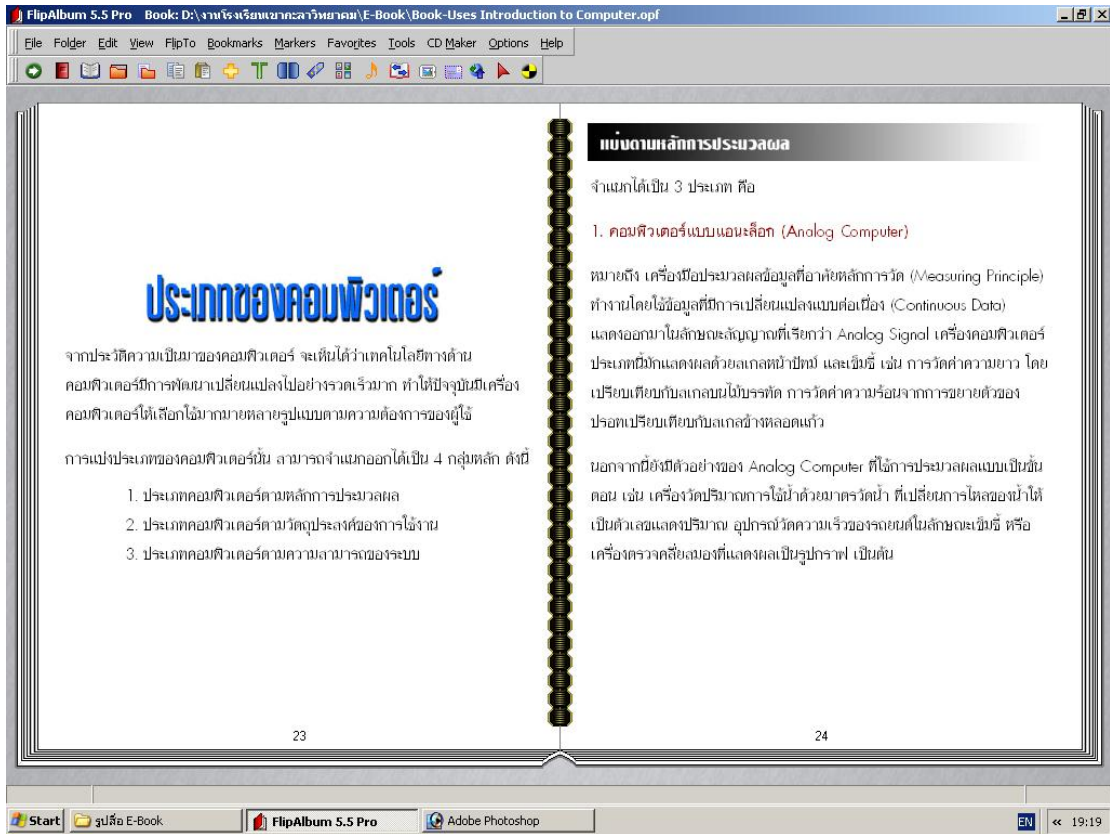 FlipAlbum 5.5 Pro Book: D:\งานโรงเรียนเขากะลาวิทยาคม\E-Book\Book-Uses Introduction to Computer.opf
File Folder Edit View FlipTo Bookmarks Markers Favorites Tools CD Maker Options Help
ประเภทของคอมพิวเตอร์
จากประวัติความเป็นมาของคอมพิวเตอร์ จะเห็นได้ว่าเทคโนโลยีทางด้าน
คอมพิวเตอร์มีการพัฒนาเปลี่ยนแปลงไปอย่างรวดเร็วมาก ทำให้ปัจจุบันมีเครื่อง
คอมพิวเตอร์ให้เลือกใช้มากมายหลายรูปแบบตามความต้องการของผู้ใช้
การแบ่งประเภทของคอมพิวเตอร์นั้น สามารถจำแนกออกได้เป็น 4 กลุ่มหลัก ดังนี้
1. ประเภทคอมพิวเตอร์ตามหลักการประมวลผล
2. ประเภทคอมพิวเตอร์ตามวัตถุประสงค์ของการใช้งาน
3. ประเภทคอมพิวเตอร์ตามความสามารถของระบบ
23
แบ่งตามหลักการประมวลผล
จำแนกได้เป็น 3 ประเภท คือ
1. คอมพิวเตอร์แบบแอนะล็อก (Analog Computer)
หมายถึง เครื่องมือประมวลผลข้อมูลที่อาศัยหลักการวัด (Measuring Principle)
ทำงานโดยใช้ข้อมูลที่มีการเปลี่ยนแปลงแบบต่อเนื่อง (Continuous Data)
แสดงออกมาในลักษณะสัญญาณที่เรียกว่า Analog Signal เครื่องคอมพิวเตอร์
ประเภทนี้มักแสดงผลด้วยสเกลหน้าปัทม์ และเข็มชี้ เช่น การวัดค่าความยาว โดย
เปรียบเทียบกับสเกลบนไม้บรรทัด การวัดค่าความร้อนจากการขยายตัวของ
ปรอทเปรียบเทียบกับสเกลข้างหลอดแก้ว
นอกจากนี้ยังมีตัวอย่างของ Analog Computer ที่ใช้การประมวลผลแบบเป็นขั้น
ตอน เช่น เครื่องวัดปริมาณการใช้น้ำด้วยมาตรวัดน้ำ ที่เปลี่ยนการไหลของน้ำให้
เป็นตัวเลขแสดงปริมาณ อุปกรณ์วัดความเร็วของรถยนต์ในลักษณะเข็มชี้ หรือ
เครื่องตรวจคลื่นสมองที่แสดงผลเป็นรูปกราฟ เป็นต้น
24
Start รูปสื่อ E-Book FlipAlbum 5.5 Pro Adobe Photoshop EN « 19:19